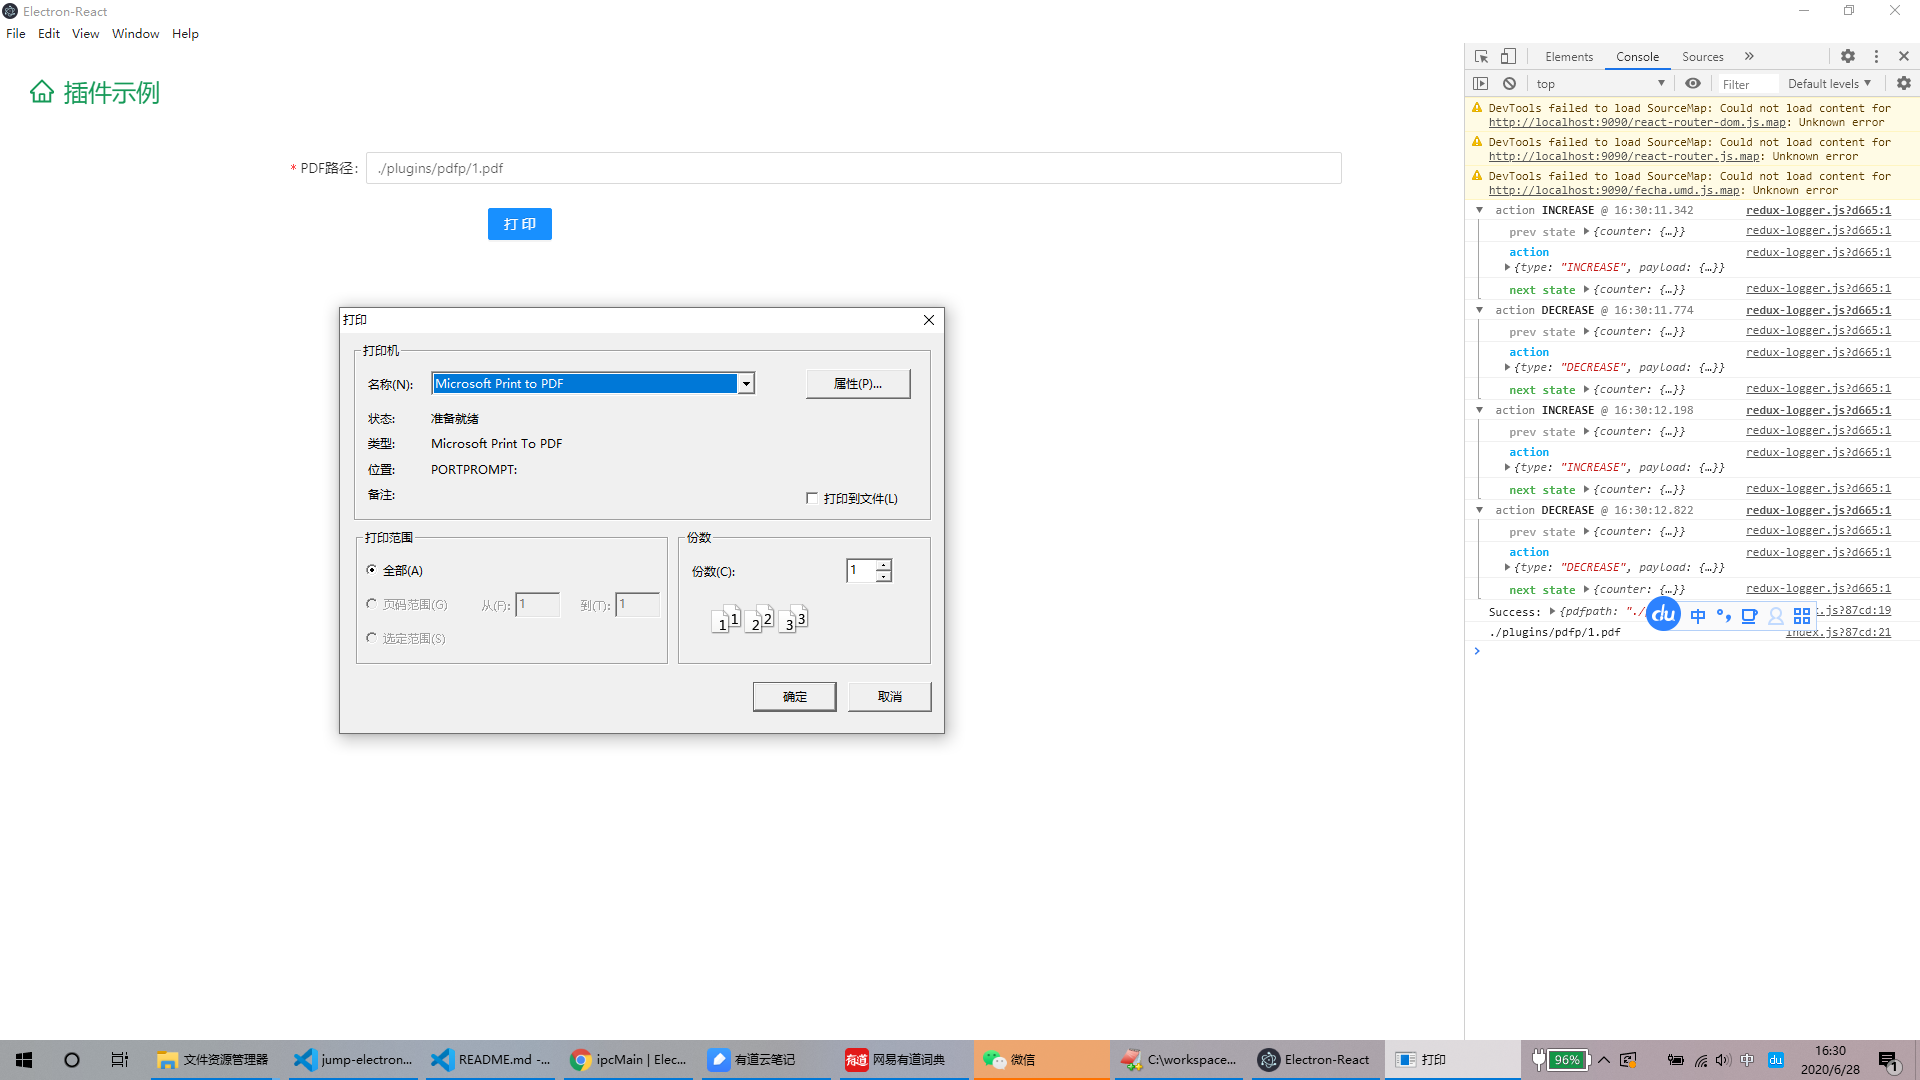 Electron-React
File Edit View Window Help
插件示例
* PDF路径: ./plugins/pdfp/1.pdf
打 印
打印
打印机
名称(N): Microsoft Print to PDF 属性(P)...
状态: 准备就绪
类型: Microsoft Print To PDF
位置: PORTPROMPT:
备注:
打印到文件(L)
打印范围
全部(A)
页码范围(G) 从(F): 1 到(T): 1
选定范围(S)
份数
份数(C): 1
1 1 2 2 3 3
确定 取消
Elements Console Sources »
top Filter Default levels
DevTools failed to load SourceMap: Could not load content for
http://localhost:9090/react-router-dom.js.map: Unknown error
DevTools failed to load SourceMap: Could not load content for
http://localhost:9090/react-router.js.map: Unknown error
DevTools failed to load SourceMap: Could not load content for
http://localhost:9090/fecha.umd.js.map: Unknown error
action INCREASE @ 16:30:11.342 redux-logger.js?d665:1
prev state {counter: {…}} redux-logger.js?d665:1
action redux-logger.js?d665:1
{type: "INCREASE", payload: {…}}
next state {counter: {…}} redux-logger.js?d665:1
action DECREASE @ 16:30:11.774 redux-logger.js?d665:1
prev state {counter: {…}} redux-logger.js?d665:1
action redux-logger.js?d665:1
{type: "DECREASE", payload: {…}}
next state {counter: {…}} redux-logger.js?d665:1
action INCREASE @ 16:30:12.198 redux-logger.js?d665:1
prev state {counter: {…}} redux-logger.js?d665:1
action redux-logger.js?d665:1
{type: "INCREASE", payload: {…}}
next state {counter: {…}} redux-logger.js?d665:1
action DECREASE @ 16:30:12.822 redux-logger.js?d665:1
prev state {counter: {…}} redux-logger.js?d665:1
action redux-logger.js?d665:1
{type: "DECREASE", payload: {…}}
next state {counter: {…}} redux-logger.js?d665:1
Success: {pdfpath: "./ du 中 s?87cd:19
./plugins/pdfp/1.pdf index.js?87cd:21
文件资源管理器 jump-electron... README.md -... ipcMain | Elec... 有道云笔记 有道 网易有道词典 微信 C:\workspace... Electron-React 打印 96% 中 du 16:30
2020/6/28 1